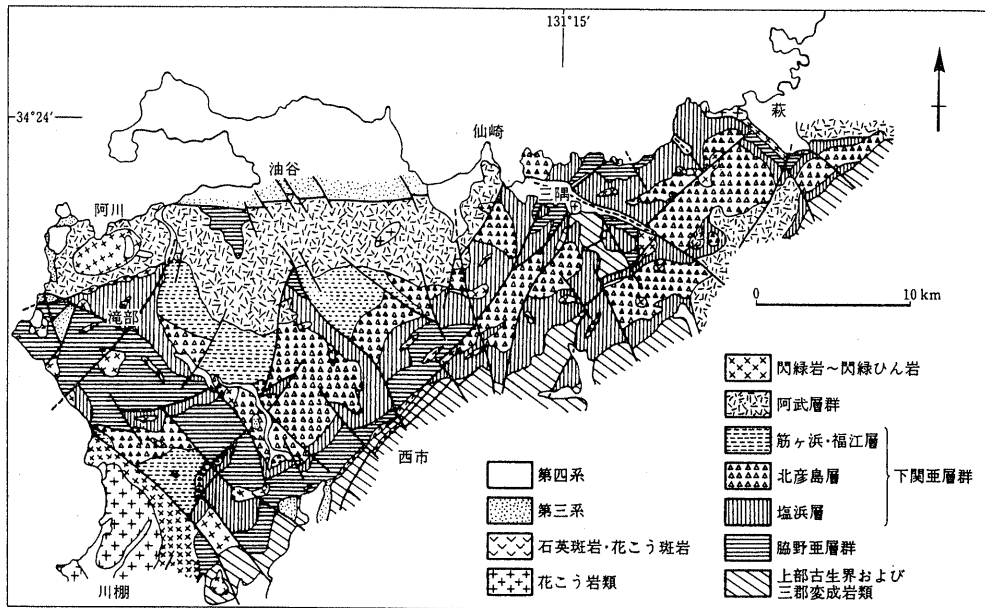 131°15′
34°24′
萩
仙崎
油谷
三隅
阿川
滝部
西市
川棚
0 10 km
第四系
第三系
石英斑岩・花こう斑岩
花こう岩類
閃緑岩～閃緑ひん岩
阿武層群
筋ヶ浜・福江層
北彦島層
塩浜層
下関亜層群
脇野亜層群
上部古生界および
三郡変成岩類